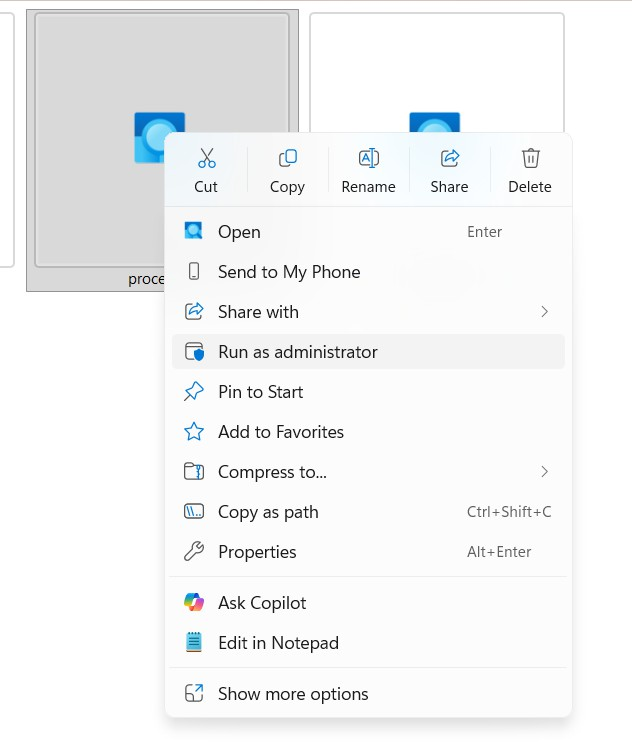 Cut Copy Rename Share Delete
Open Enter
Send to My Phone
Share with
Run as administrator
Pin to Start
Add to Favorites
Compress to...
Copy as path Ctrl+Shift+C
Properties Alt+Enter
Ask Copilot
Edit in Notepad
Show more options